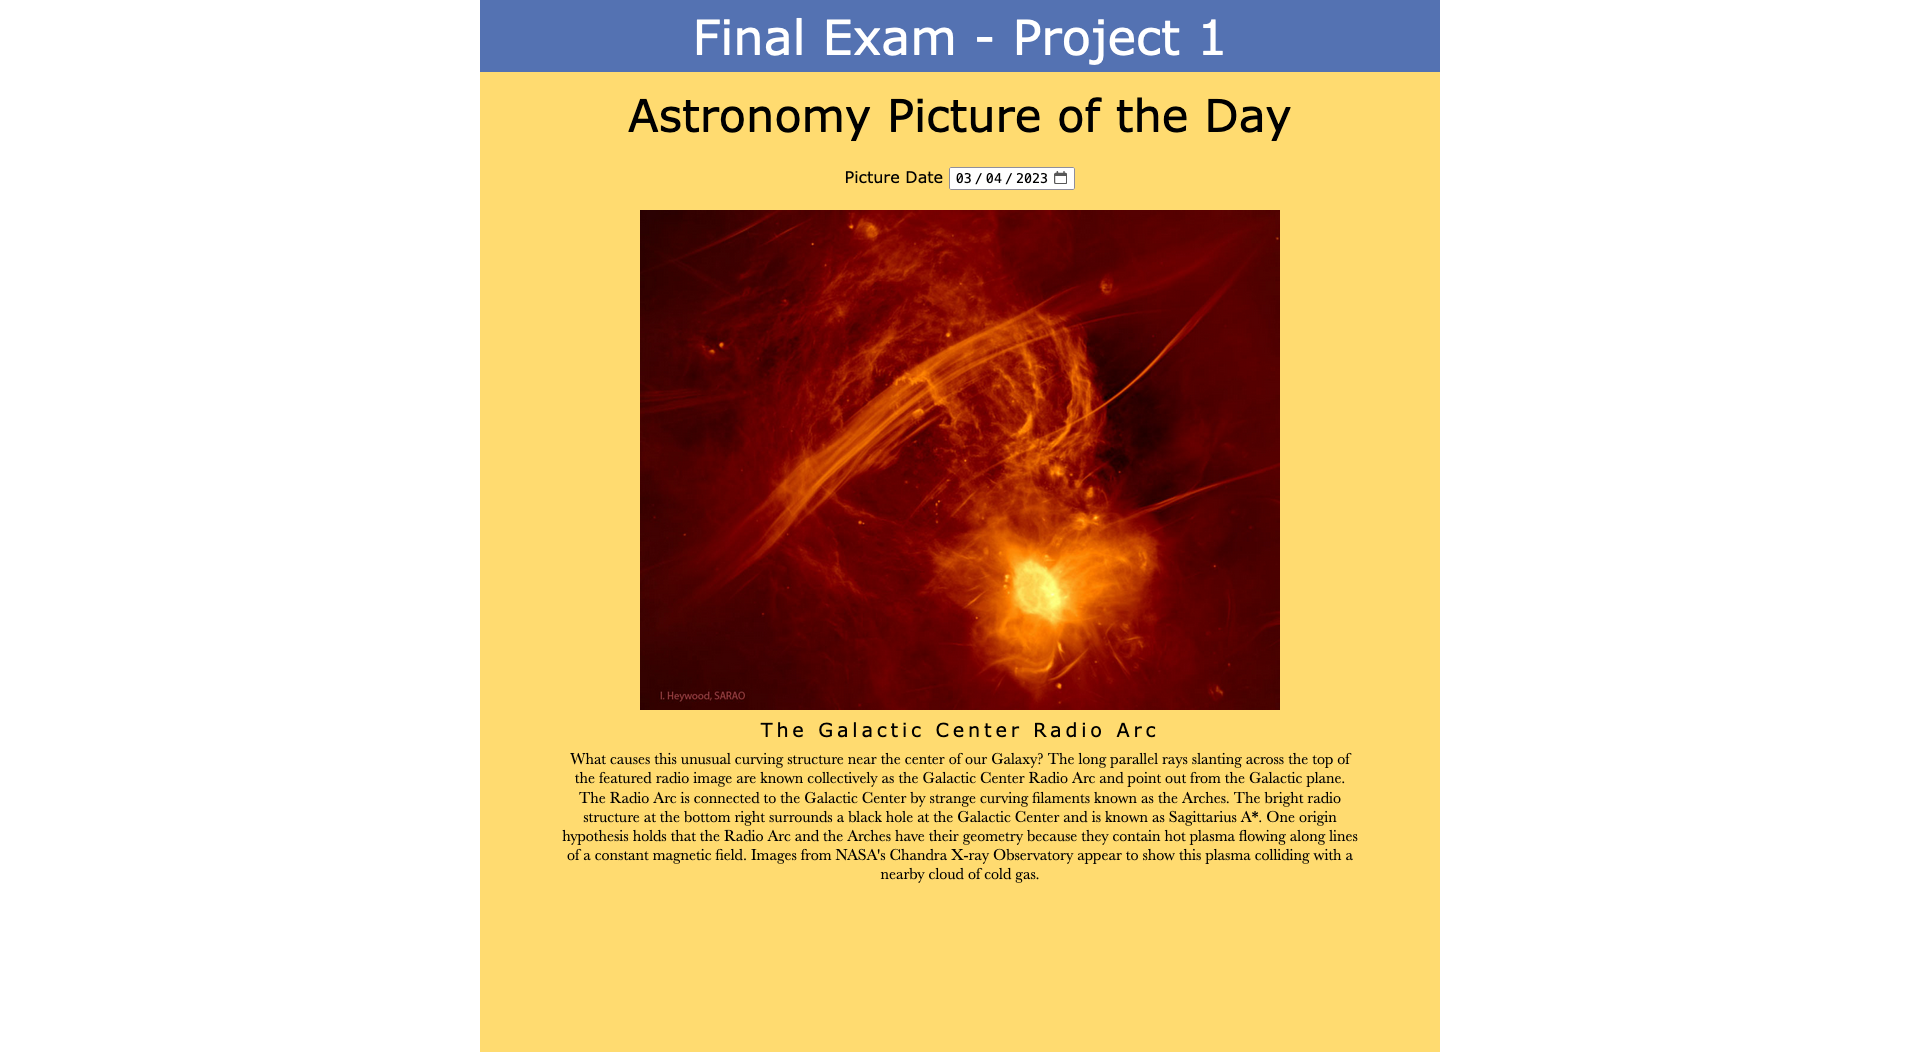 Final Exam - Project 1
Astronomy Picture of the Day
Picture Date 03 / 04 / 2023
I. Heywood, SARAO
The Galactic Center Radio Arc
What causes this unusual curving structure near the center of our Galaxy? The long parallel rays slanting across the top of
the featured radio image are known collectively as the Galactic Center Radio Arc and point out from the Galactic plane.
The Radio Arc is connected to the Galactic Center by strange curving filaments known as the Arches. The bright radio
structure at the bottom right surrounds a black hole at the Galactic Center and is known as Sagittarius A*. One origin
hypothesis holds that the Radio Arc and the Arches have their geometry because they contain hot plasma flowing along lines
of a constant magnetic field. Images from NASA's Chandra X-ray Observatory appear to show this plasma colliding with a
nearby cloud of cold gas.